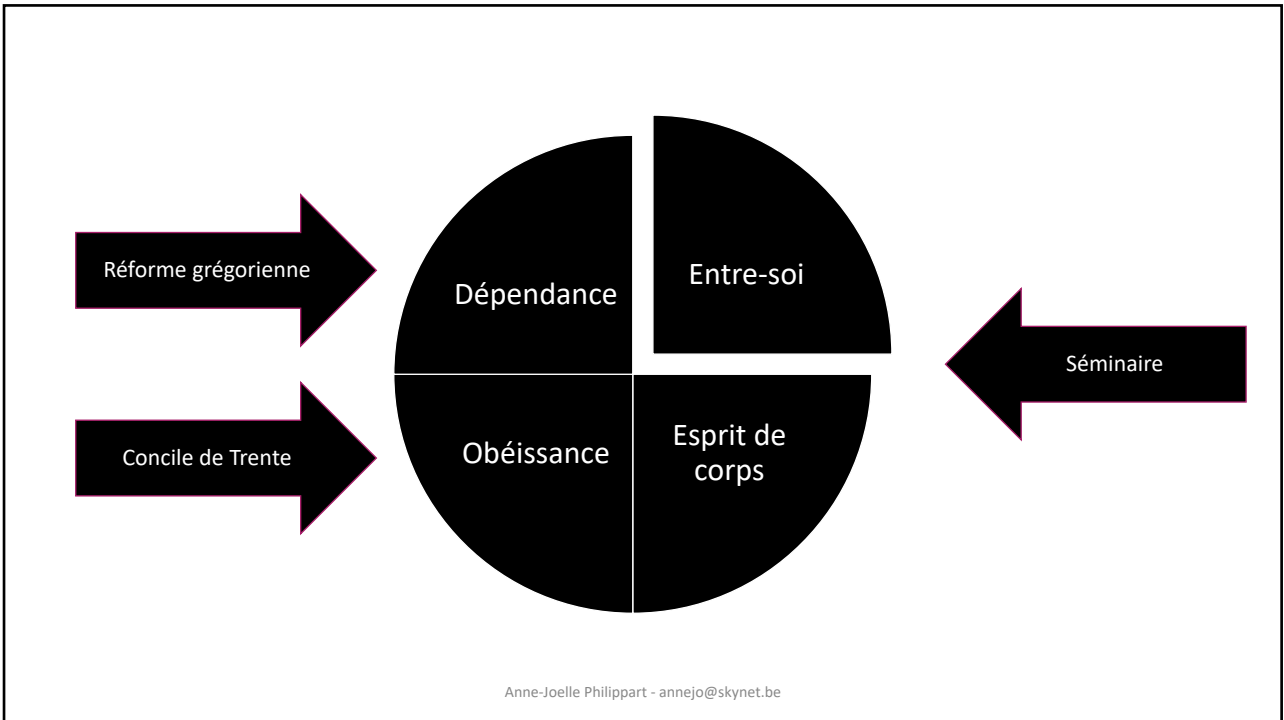 Réforme grégorienne
Concile de Trente
Dépendance
Entre-soi
Obéissance
Esprit de
corps
Séminaire
Anne-Joelle Philippart - annejo@skynet.be